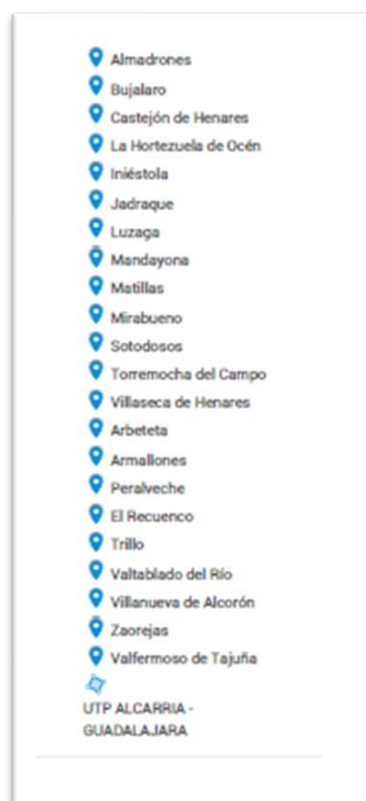 Almadrones
Bujalaro
Castejón de Henares
La Hortezuela de Océn
Iniéstola
Jadraque
Luzaga
Mandayona
Matillas
Mirabueno
Sotodosos
Torremocha del Campo
Villaseca de Henares
Arbeteta
Armallones
Peralveche
El Recuenco
Trillo
Valtablado del Río
Villanueva de Alcorón
Zaorejas
Valfermoso de Tajuña
UTP ALCARRIA -
GUADALAJARA